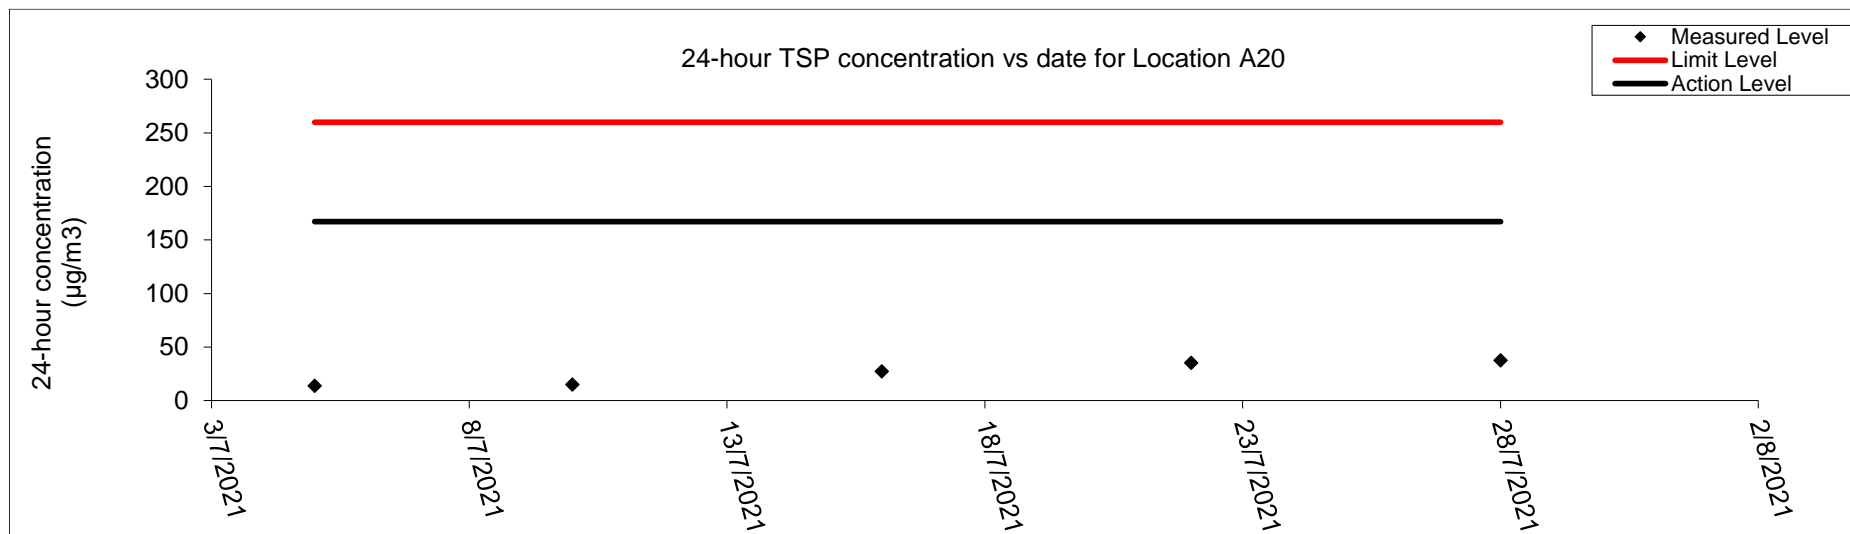 24-hour TSP concentration vs date for Location A20
Measured Level
Limit Level
Action Level
24-hour concentration
(µg/m3)
300
250
200
150
100
50
0
3/7/2021
8/7/2021
13/7/2021
18/7/2021
23/7/2021
28/7/2021
2/8/2021